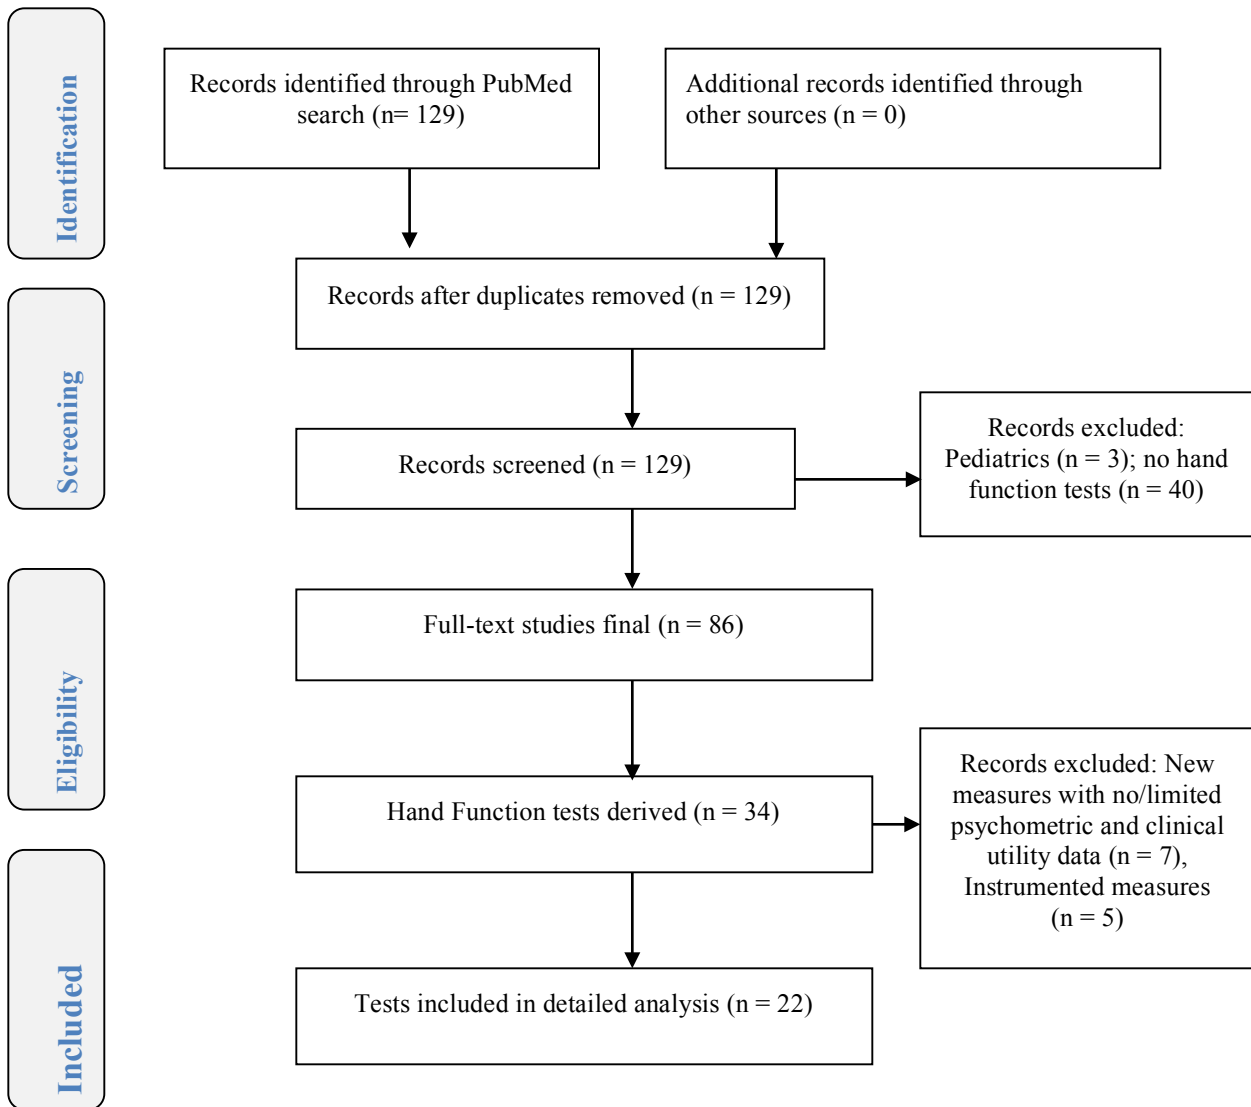 Identification
Records identified through PubMed
search (n= 129)
Additional records identified through
other sources (n = 0)
Records after duplicates removed (n = 129)
Screening
Records screened (n = 129)
Records excluded:
Pediatrics (n = 3); no hand
function tests (n = 40)
Eligibility
Full-text studies final (n = 86)
Hand Function tests derived (n = 34)
Records excluded: New
measures with no/limited
psychometric and clinical
utility data (n = 7),
Instrumented measures
(n = 5)
Included
Tests included in detailed analysis (n = 22)